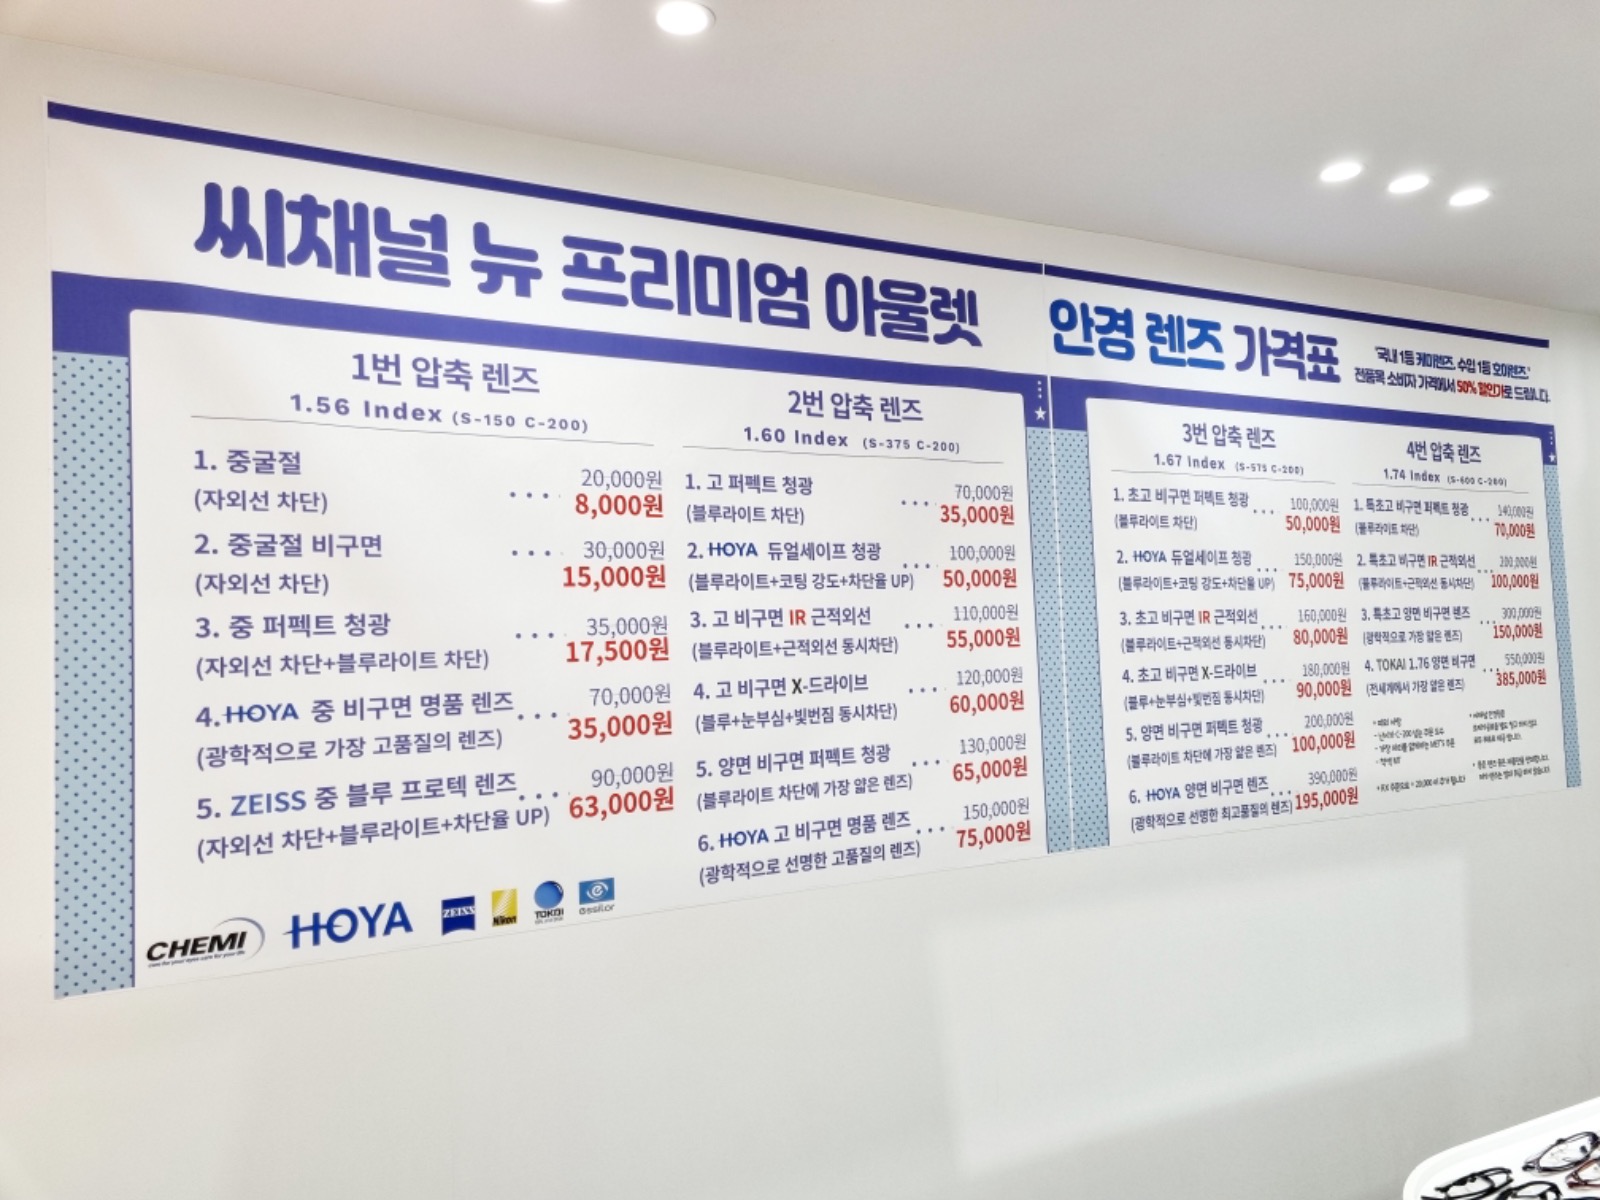 씨채널 뉴 프리미엄 아울렛
안경 렌즈 가격표
"국내 1등 케미렌즈, 수입 1등 호야렌즈"
전품목 소비자 가격에서 50% 할인가로 드립니다.
1번 압축 렌즈
1.56 Index (S-150 C-200)
1. 중굴절
(자외선 차단)
.... 20,000원
8,000원
2. 중굴절 비구면
(자외선 차단)
.... 30,000원
15,000원
3. 중 퍼펙트 청광
(자외선 차단+블루라이트 차단)
.... 35,000원
17,500원
4. HOYA 중 비구면 명품 렌즈
(광학적으로 가장 고품질의 렌즈)
.... 70,000원
35,000원
5. ZEISS 중 블루 프로텍 렌즈
(자외선 차단+블루라이트+차단율 UP)
.... 90,000원
63,000원
CHEMI
HOYA
ZEISS
Nikon
TOKAI
essilor
2번 압축 렌즈
1.60 Index (S-375 C-200)
1. 고 퍼펙트 청광
(블루라이트 차단)
.... 70,000원
35,000원
2. HOYA 듀얼세이프 청광
(블루라이트+코팅 강도+차단율 UP)
100,000원
50,000원
3. 고 비구면 IR 근적외선
(블루라이트+근적외선 동시차단)
.... 110,000원
55,000원
4. 고 비구면 X-드라이브
(블루+눈부심+빛번짐 동시차단)
.... 120,000원
60,000원
5. 양면 비구면 퍼펙트 청광
(블루라이트 차단에 가장 얇은 렌즈)
.... 130,000원
65,000원
6. HOYA 고 비구면 명품 렌즈
(광학적으로 선명한 고품질의 렌즈)
.... 150,000원
75,000원
3번 압축 렌즈
1.67 Index (S-575 C-200)
1. 초고 비구면 퍼펙트 청광
(블루라이트 차단)
.... 100,000원
50,000원
2. HOYA 듀얼세이프 청광
(블루라이트+코팅 강도+차단율 UP)
.... 150,000원
75,000원
3. 초고 비구면 IR 근적외선
(블루라이트+근적외선 동시차단)
.... 160,000원
80,000원
4. 초고 비구면 X-드라이브
(블루+눈부심+빛번짐 동시차단)
.... 180,000원
90,000원
5. 양면 비구면 퍼펙트 청광
(블루라이트 차단에 가장 얇은 렌즈)
.... 200,000원
100,000원
6. HOYA 양면 비구면 렌즈
(광학적으로 선명한 최고품질의 렌즈)
.... 390,000원
195,000원
4번 압축 렌즈
1.74 Index (S-600 C-200)
1. 특초고 비구면 퍼펙트 청광
(블루라이트 차단)
... 140,000원
70,000원
2. 특초고 비구면 IR 근적외선
(블루라이트+근적외선 동시차단)
100,000원
3. 특초고 양면 비구면 렌즈
(광학적으로 가장 얇은 렌즈)
... 300,000원
150,000원
4. TOKAI 1.76 양면 비구면
(전세계에서 가장 얇은 렌즈)
... 550,000원
385,000원